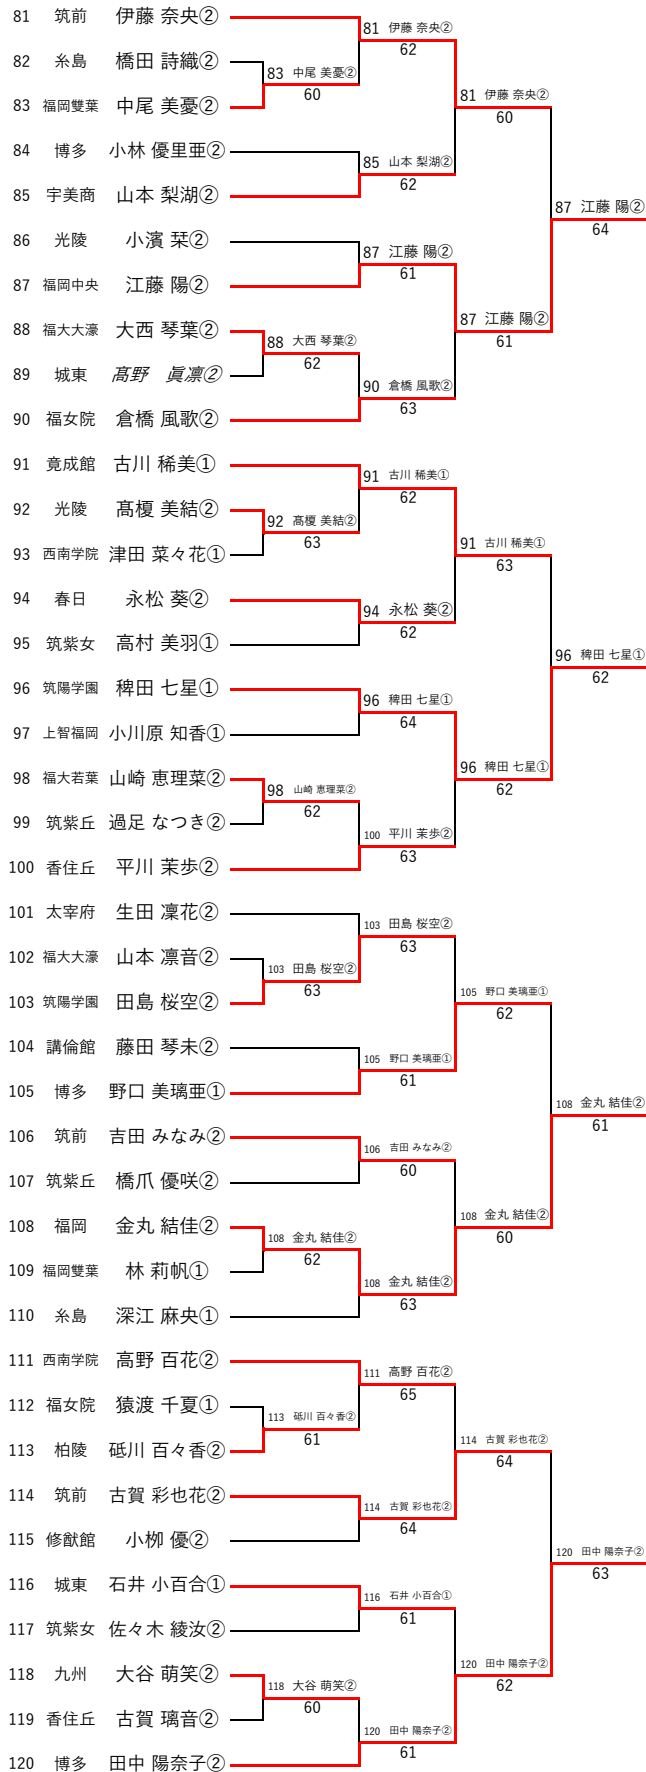 81 筑前 伊藤 奈央②
81 伊藤 奈央②
62
82 糸島 橋田 詩織②
83 中尾 美憂②
60
83 福岡雙葉 中尾 美憂②
81 伊藤 奈央②
60
84 博多 小林 優里亜②
85 山本 梨湖②
62
85 宇美商 山本 梨湖②
87 江藤 陽②
64
86 光陵 小濱 栞②
87 江藤 陽②
61
87 福岡中央 江藤 陽②
87 江藤 陽②
61
88 福大大濠 大西 琴葉②
88 大西 琴葉②
62
89 城東 髙野 眞凛②
90 倉橋 風歌②
63
90 福女院 倉橋 風歌②
91 竟成館 古川 稀美①
91 古川 稀美①
62
92 光陵 髙榎 美結②
92 髙榎 美結②
63
93 西南学院 津田 菜々花①
91 古川 稀美①
63
94 春日 永松 葵②
94 永松 葵②
62
95 筑紫女 高村 美羽①
96 稗田 七星①
62
96 筑陽学園 稗田 七星①
96 稗田 七星①
64
97 上智福岡 小川原 知香①
96 稗田 七星①
62
98 福大若葉 山崎 恵理菜②
98 山崎 恵理菜②
62
99 筑紫丘 過足 なつき②
100 平川 茉歩②
63
100 香住丘 平川 茉歩②
101 太宰府 生田 凜花②
103 田島 桜空②
63
102 福大大濠 山本 凛音②
103 田島 桜空②
63
103 筑陽学園 田島 桜空②
105 野口 美璃亜①
62
104 講倫館 藤田 琴未②
105 野口 美璃亜①
61
105 博多 野口 美璃亜①
108 金丸 結佳②
61
106 筑前 吉田 みなみ②
106 吉田 みなみ②
60
107 筑紫丘 橋爪 優咲②
108 金丸 結佳②
60
108 福岡 金丸 結佳②
108 金丸 結佳②
62
109 福岡雙葉 林 莉帆①
108 金丸 結佳②
63
110 糸島 深江 麻央①
111 西南学院 高野 百花②
111 高野 百花②
65
112 福女院 猿渡 千夏①
113 砥川 百々香②
61
113 柏陵 砥川 百々香②
114 古賀 彩也花②
64
114 筑前 古賀 彩也花②
114 古賀 彩也花②
64
115 修猷館 小栁 優②
120 田中 陽奈子②
63
116 城東 石井 小百合①
116 石井 小百合①
61
117 筑紫女 佐々木 綾汝②
120 田中 陽奈子②
62
118 九州 大谷 萌笑②
118 大谷 萌笑②
60
119 香住丘 古賀 璃音②
120 田中 陽奈子②
61
120 博多 田中 陽奈子②